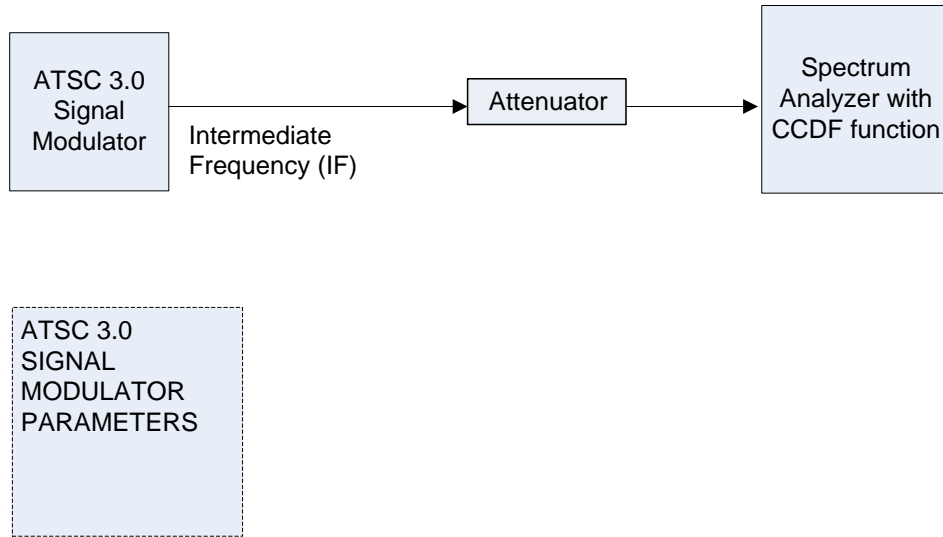 ATSC 3.0
Signal
Modulator
Intermediate
Frequency (IF)
Attenuator
Spectrum
Analyzer with
CCDF function
ATSC 3.0
SIGNAL
MODULATOR
PARAMETERS